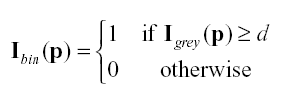 I_bin(p) = {1 if I_grey(p) ≥ d
0 otherwise